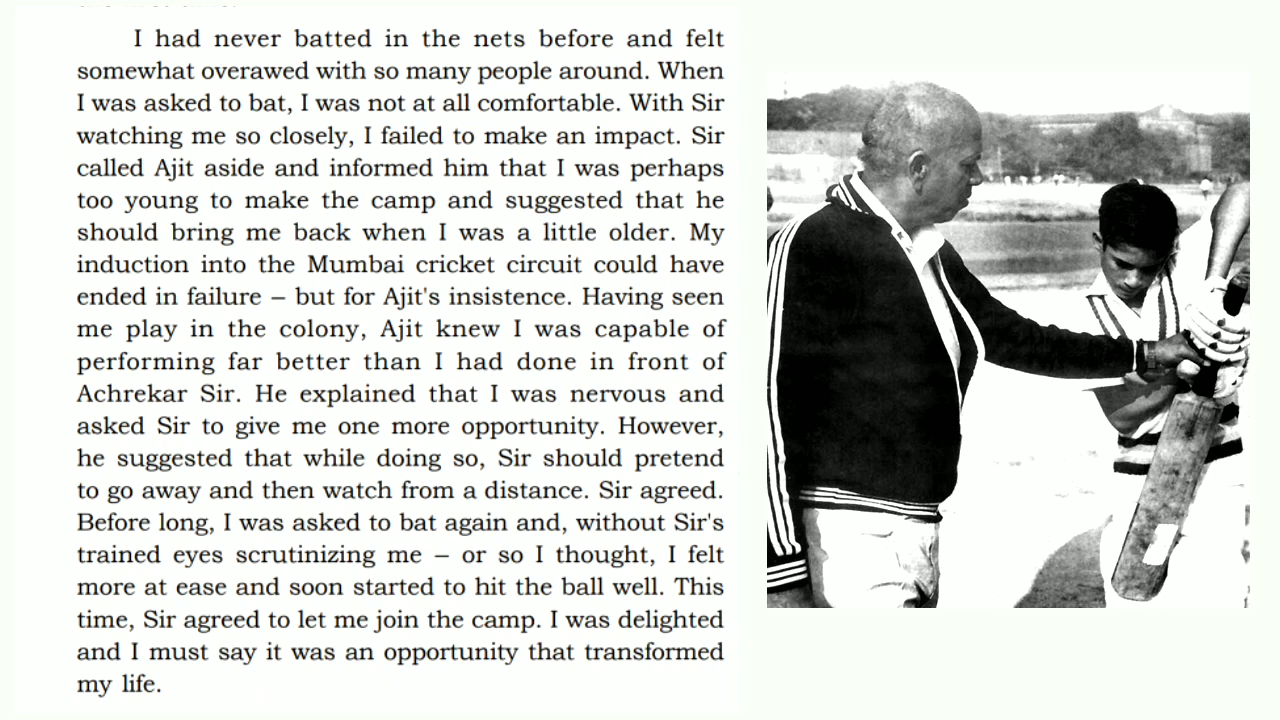 I had never batted in the nets before and felt
somewhat overawed with so many people around. When
I was asked to bat, I was not at all comfortable. With Sir
watching me so closely, I failed to make an impact. Sir
called Ajit aside and informed him that I was perhaps
too young to make the camp and suggested that he
should bring me back when I was a little older. My
induction into the Mumbai cricket circuit could have
ended in failure – but for Ajit's insistence. Having seen
me play in the colony, Ajit knew I was capable of
performing far better than I had done in front of
Achrekar Sir. He explained that I was nervous and
asked Sir to give me one more opportunity. However,
he suggested that while doing so, Sir should pretend
to go away and then watch from a distance. Sir agreed.
Before long, I was asked to bat again and, without Sir's
trained eyes scrutinizing me – or so I thought, I felt
more at ease and soon started to hit the ball well. This
time, Sir agreed to let me join the camp. I was delighted
and I must say it was an opportunity that transformed
my life.